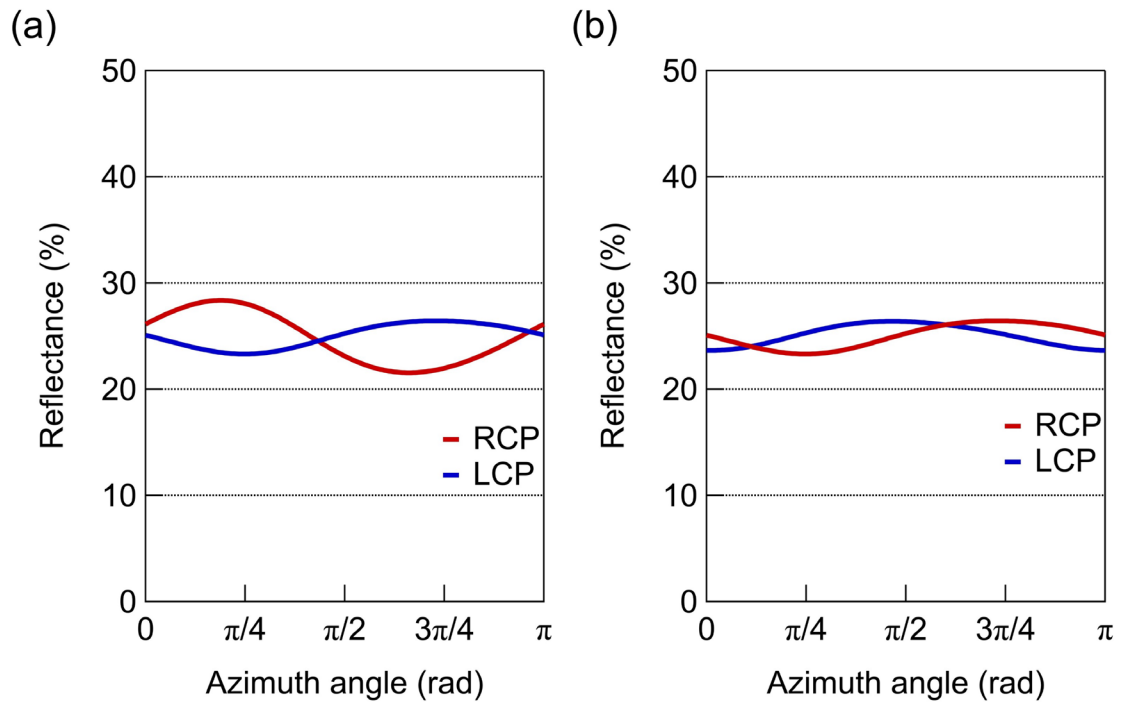 (a)
50
40
30
20
10
0
Reflectance (%)
RCP
LCP
0 π/4 π/2 3π/4 π
Azimuth angle (rad)
(b)
50
40
30
20
10
0
Reflectance (%)
RCP
LCP
0 π/4 π/2 3π/4 π
Azimuth angle (rad)